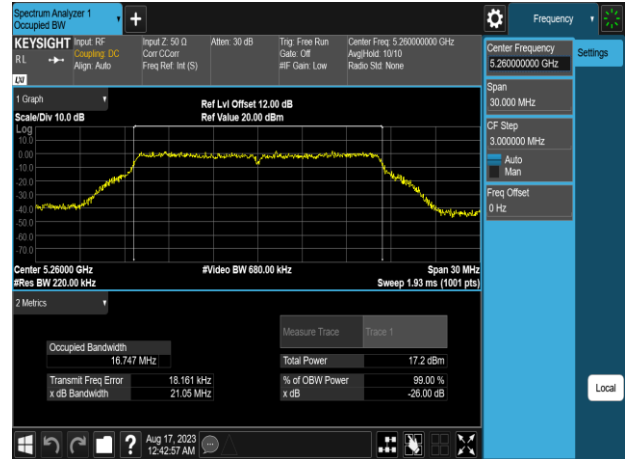 Spectrum Analyzer 1
Occupied BW
Frequency
KEYSIGHT
RL
LXI
Input: RF
Coupling: DC
Align: Auto
Input Z: 50 Ω
Corr CCorr
Freq Ref: Int (S)
Atten: 30 dB
Trig: Free Run
Gate: Off
#IF Gain: Low
Center Freq: 5.260000000 GHz
Avg|Hold: 10/10
Radio Std: None
1 Graph
Scale/Div 10.0 dB
Ref Lvl Offset 12.00 dB
Ref Value 20.00 dBm
Log
10.0
0.00
-10.0
-20.0
-30.0
-40.0
-50.0
-60.0
-70.0
Center 5.26000 GHz
#Res BW 220.00 kHz
#Video BW 680.00 kHz
Span 30 MHz
Sweep 1.93 ms (1001 pts)
2 Metrics
Measure Trace
Trace 1
Occupied Bandwidth
16.747 MHz
Total Power
17.2 dBm
Transmit Freq Error
18.161 kHz
% of OBW Power
99.00 %
x dB Bandwidth
21.05 MHz
x dB
-26.00 dB
Center Frequency
5.260000000 GHz
Settings
Span
30.000 MHz
CF Step
3.000000 MHz
Auto
Man
Freq Offset
0 Hz
Local
?
Aug 17, 2023
12:42:57 AM